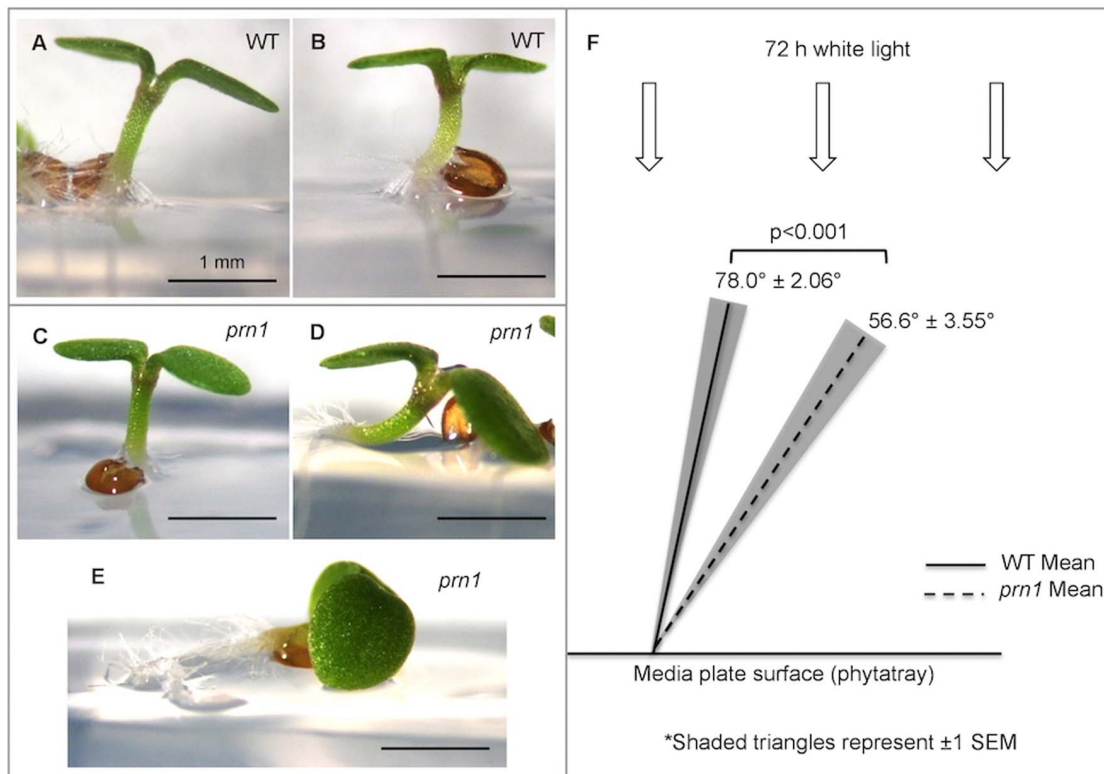 A
WT
1 mm
B
WT
C
prn1
D
prn1
E
prn1
F
72 h white light
p<0.001
78.0° ± 2.06°
56.6° ± 3.55°
WT Mean
prn1 Mean
Media plate surface (phytatray)
*Shaded triangles represent ±1 SEM